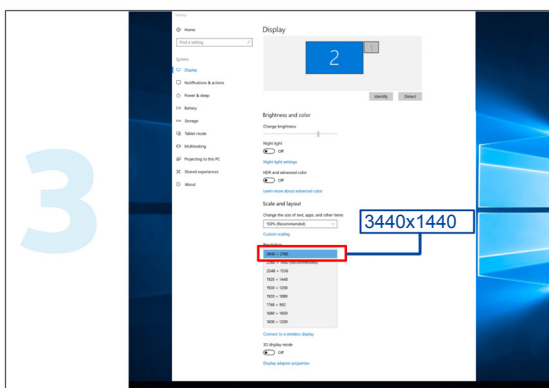 3
Settings
Home
Find a setting
System
Display
Notifications & actions
Power & sleep
Battery
Storage
Tablet mode
Multitasking
Projecting to this PC
Shared experiences
About
Display
2
1
Identify
Detect
Brightness and color
Change brightness
Night light
Off
Night light settings
HDR and advanced color
Off
Learn more about advanced color
Scale and layout
Change the size of text, apps, and other items
150% (Recommended)
Custom scaling
Resolution
3440x1440
2048 × 1536
1920 × 1440
1920 × 1200
1920 × 1080
1680 × 1050
1600 × 1200
Connect to a wireless display
3D display mode
Off
Display adapter properties